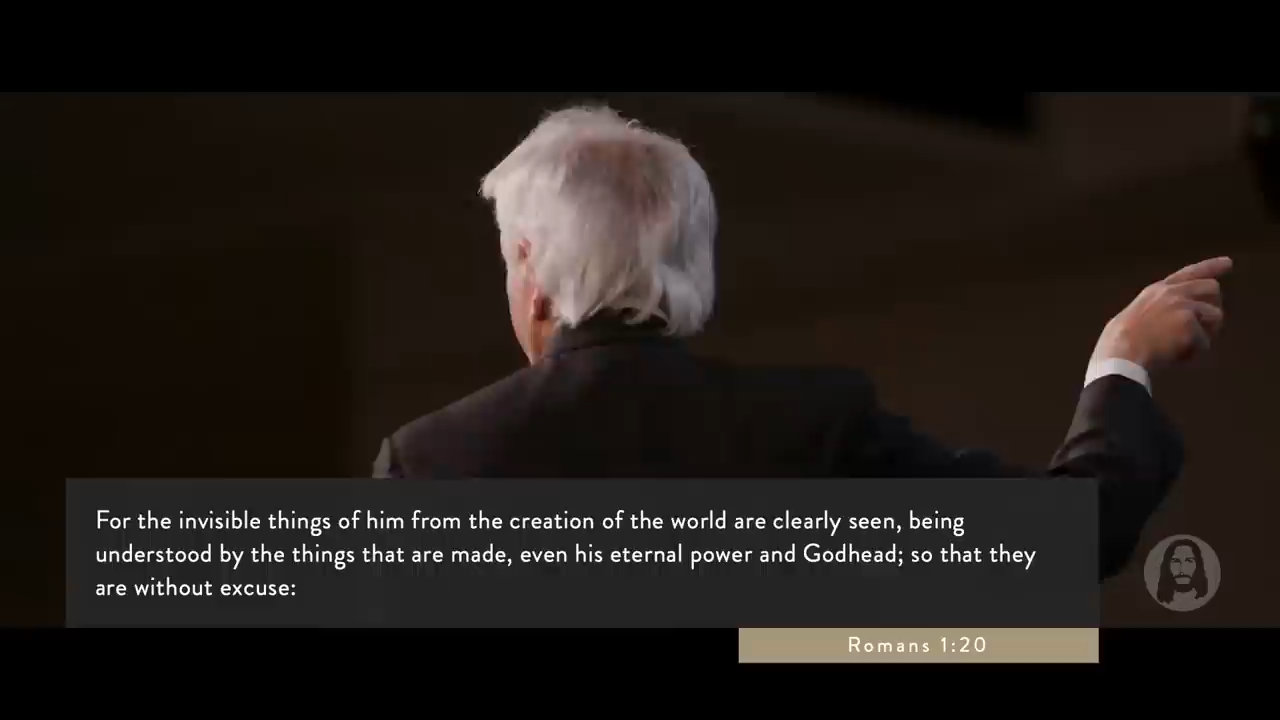 For the invisible things of him from the creation of the world are clearly seen, being
understood by the things that are made, even his eternal power and Godhead; so that they
are without excuse:
Romans 1:20